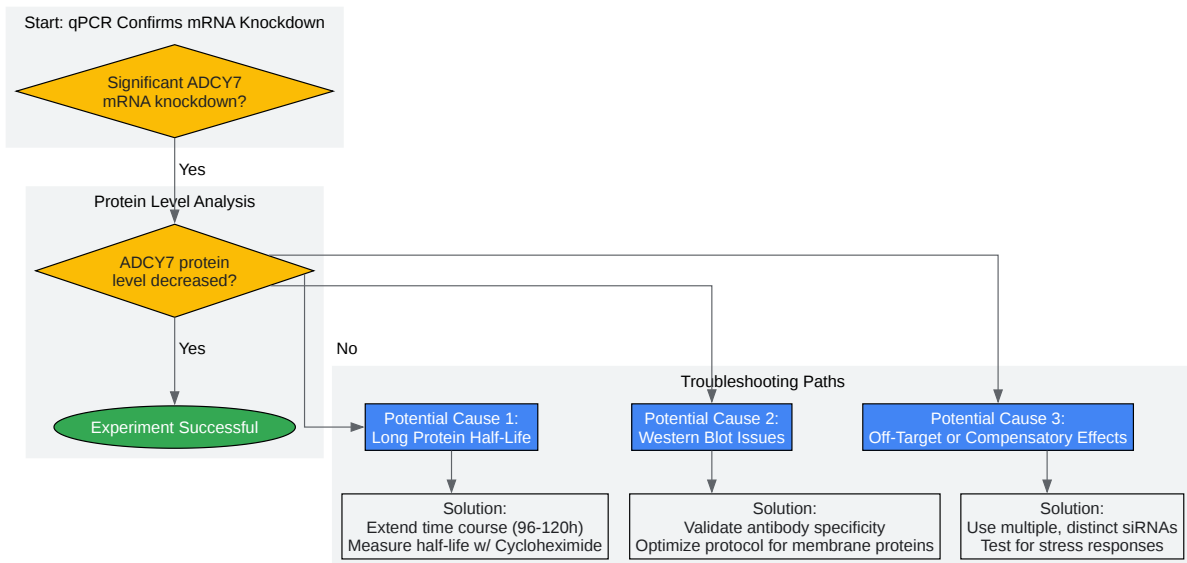 Start: qPCR Confirms mRNA Knockdown
Significant ADCY7
mRNA knockdown?
Yes
Protein Level Analysis
ADCY7 protein
level decreased?
Yes
No
Experiment Successful
Troubleshooting Paths
Potential Cause 1:
Long Protein Half-Life
Potential Cause 2:
Western Blot Issues
Potential Cause 3:
Off-Target or Compensatory Effects
Solution:
Extend time course (96-120h)
Measure half-life w/ Cycloheximide
Solution:
Validate antibody specificity
Optimize protocol for membrane proteins
Solution:
Use multiple, distinct siRNAs
Test for stress responses